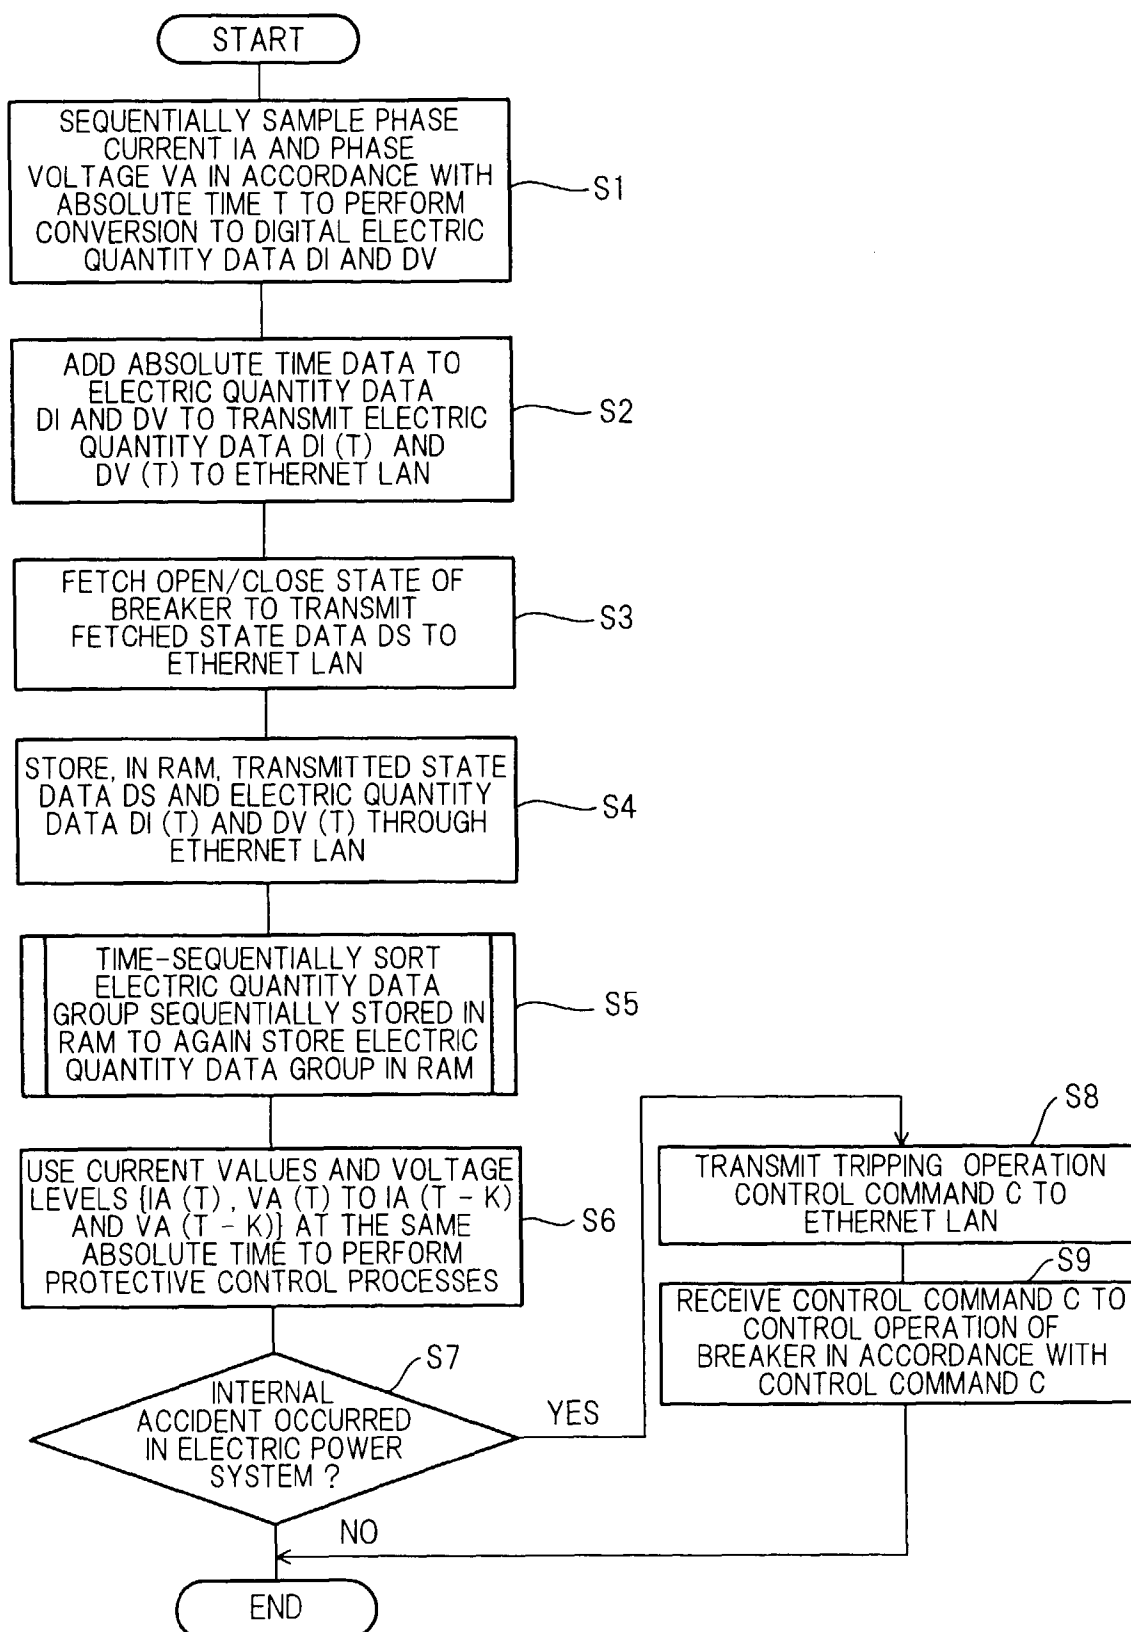 START
SEQUENTIALLY SAMPLE PHASE
CURRENT IA AND PHASE
VOLTAGE VA IN ACCORDANCE WITH
ABSOLUTE TIME T TO PERFORM
CONVERSION TO DIGITAL ELECTRIC
QUANTITY DATA DI AND DV
S1
ADD ABSOLUTE TIME DATA TO
ELECTRIC QUANTITY DATA
DI AND DV TO TRANSMIT ELECTRIC
QUANTITY DATA DI (T) AND
DV (T) TO ETHERNET LAN
S2
FETCH OPEN/CLOSE STATE OF
BREAKER TO TRANSMIT
FETCHED STATE DATA DS TO
ETHERNET LAN
S3
STORE, IN RAM, TRANSMITTED STATE
DATA DS AND ELECTRIC QUANTITY
DATA DI (T) AND DV (T) THROUGH
ETHERNET LAN
S4
TIME-SEQUENTIALLY SORT
ELECTRIC QUANTITY DATA
GROUP SEQUENTIALLY STORED IN
RAM TO AGAIN STORE ELECTRIC
QUANTITY DATA GROUP IN RAM
S5
USE CURRENT VALUES AND VOLTAGE
LEVELS {IA (T), VA (T) TO IA (T - K)
AND VA (T - K)} AT THE SAME
ABSOLUTE TIME TO PERFORM
PROTECTIVE CONTROL PROCESSES
S6
INTERNAL
ACCIDENT OCCURRED
IN ELECTRIC POWER
SYSTEM ?
S7
YES
NO
TRANSMIT TRIPPING OPERATION
CONTROL COMMAND C TO
ETHERNET LAN
S8
RECEIVE CONTROL COMMAND C TO
CONTROL OPERATION OF
BREAKER IN ACCORDANCE WITH
CONTROL COMMAND C
S9
END